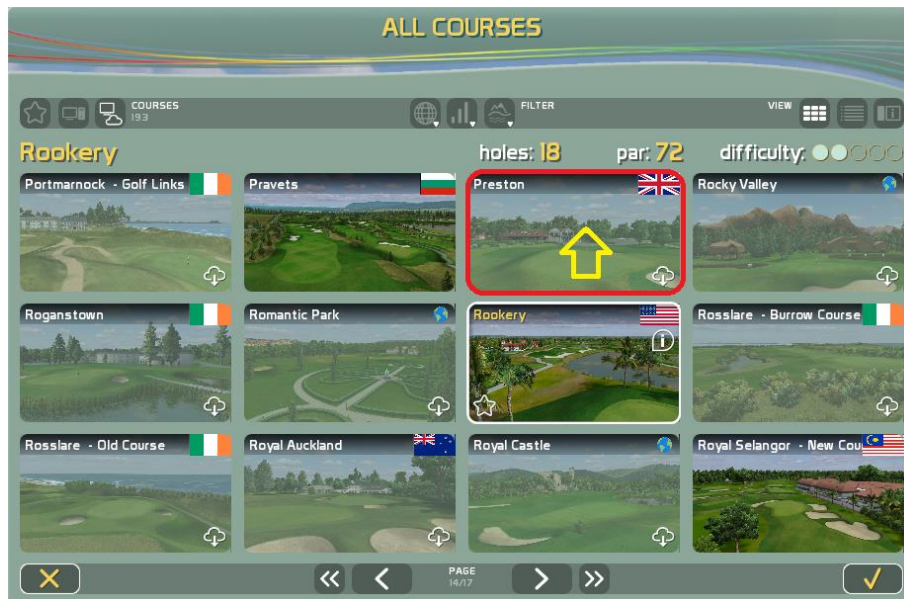 ALL COURSES
COURSES
193
FILTER
VIEW
Rookery
holes: 18
par: 72
difficulty:
Portmarnock - Golf Links
Pravets
Preston
Rocky Valley
Roganstown
Romantic Park
Rookery
Rosslare - Burrow Course
Rosslare - Old Course
Royal Auckland
Royal Castle
Royal Selangor - New Cou
PAGE
14/17